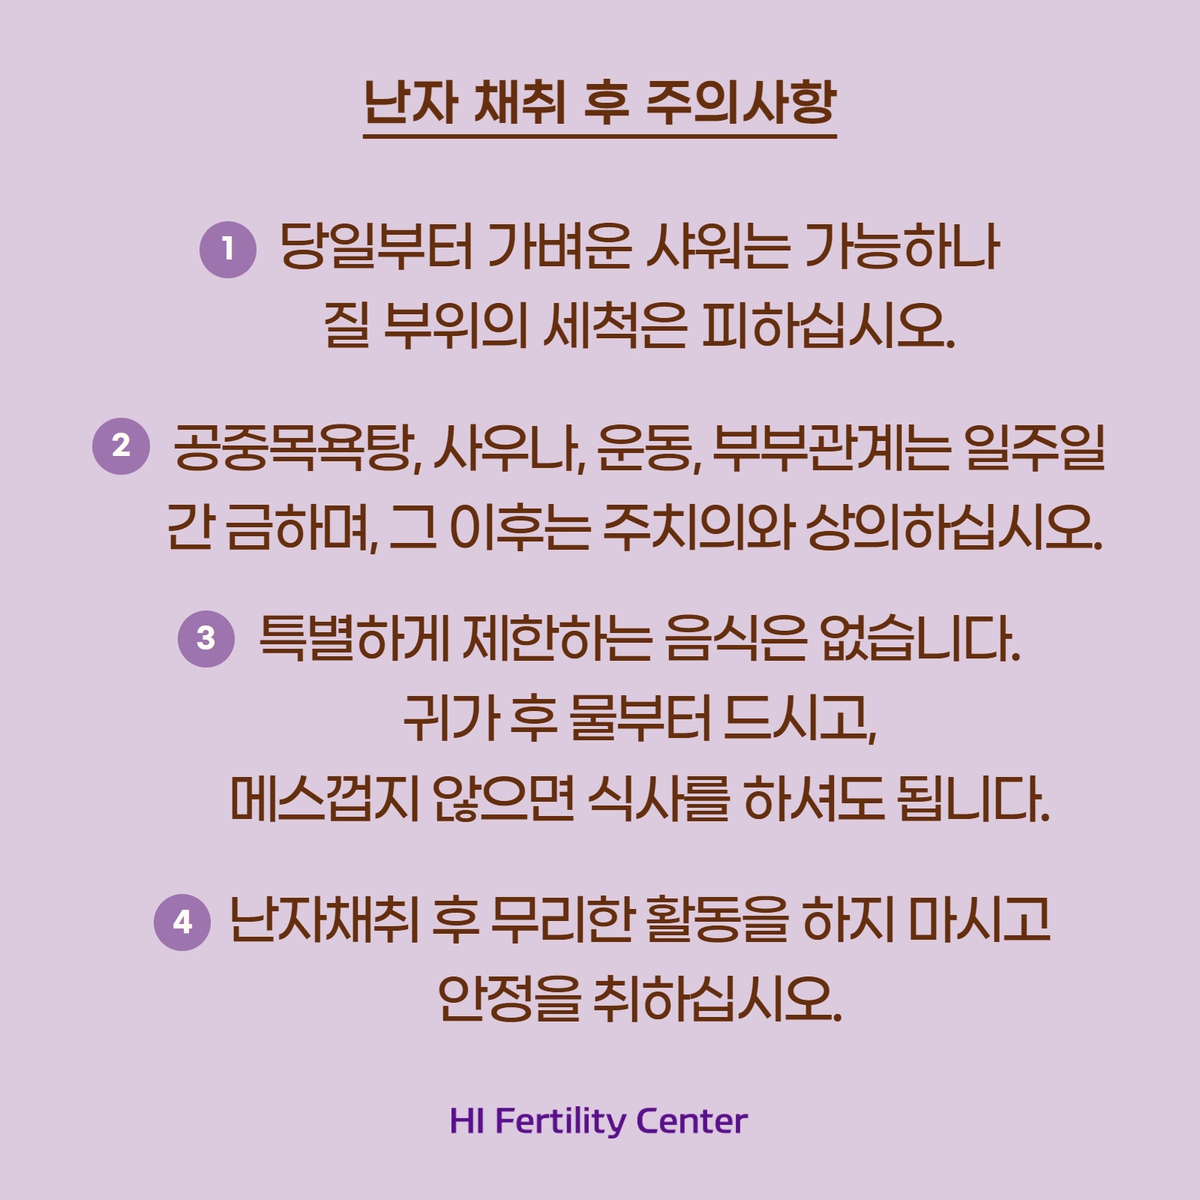 난자 채취 후 주의사항
1 당일부터 가벼운 샤워는 가능하나
질 부위의 세척은 피하십시오.
2 공중목욕탕, 사우나, 운동, 부부관계는 일주일
간 금하며, 그 이후는 주치의와 상의하십시오.
3 특별하게 제한하는 음식은 없습니다.
귀가 후 물부터 드시고,
메스껍지 않으면 식사를 하셔도 됩니다.
4 난자채취 후 무리한 활동을 하지 마시고
안정을 취하십시오.
HI Fertility Center